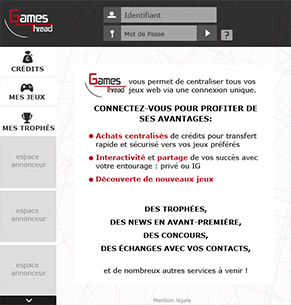 Games
Thread
Identifiant
Mot de Passe
?
CRÉDITS
MES JEUX
MES TROPHÉS
espace
annonceur
espace
annonceur
espace
annonceur
Games
Thread
vous permet de centraliser tous vos
jeux web via une connexion unique.
CONNECTEZ-VOUS POUR PROFITER DE
SES AVANTAGES:
Achats centralisés de crédits pour transfert
rapide et sécurisé vers vos jeux préférés
Interactivité et partage de vos succès avec
votre entourage : privé ou IG
Découverte de nouveaux jeux
DES TROPHÉES,
DES NEWS EN AVANT-PREMIÈRE,
DES CONCOURS,
DES ÉCHANGES AVEC VOS CONTACTS,
et de nombreux autres services à venir !
Mention légale